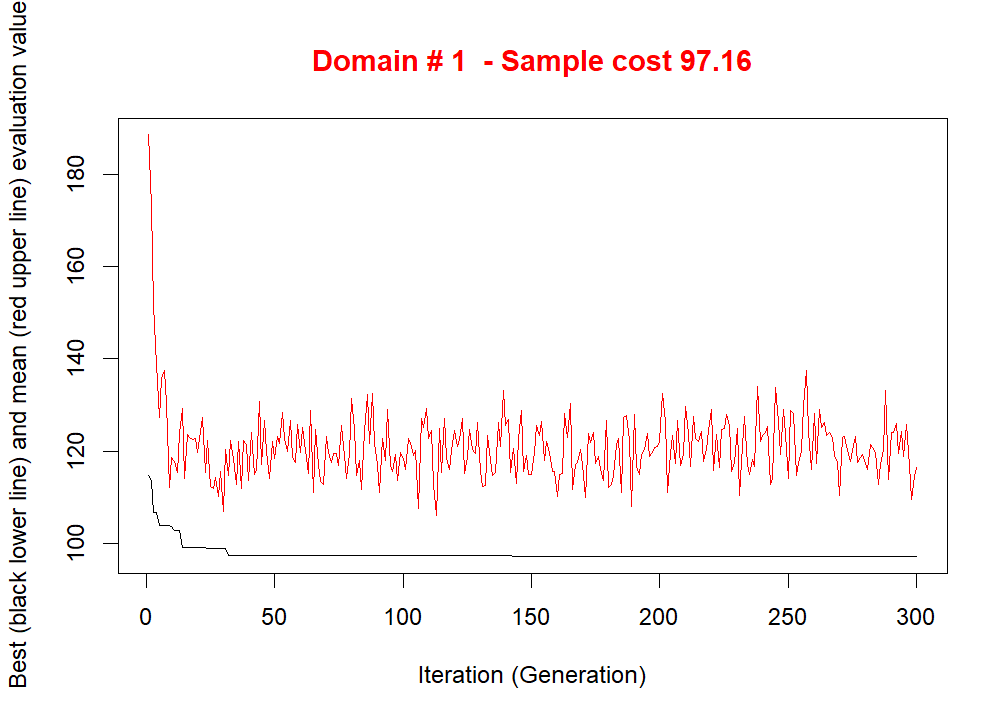 Domain # 1 - Sample cost 97.16
Best (black lower line) and mean (red upper line) evaluation value
180
160
140
120
100
0 50 100 150 200 250 300
Iteration (Generation)